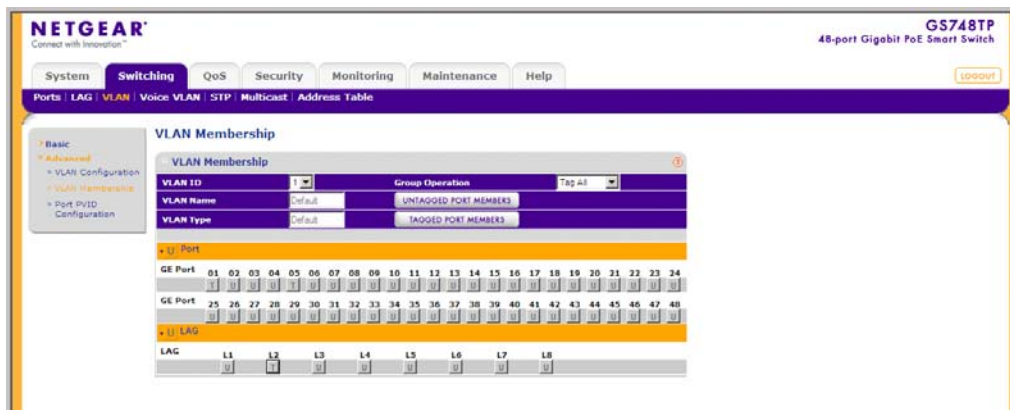 NETGEAR®
Connect with Innovation™
GS748TP
48-port Gigabit PoE Smart Switch
System Switching QoS Security Monitoring Maintenance Help
LOGOUT
Ports | LAG | VLAN | Voice VLAN | STP | Multicast | Address Table
Basic
Advanced
VLAN Configuration
VLAN Membership
Port PVID
Configuration
VLAN Membership
VLAN Membership ?
VLAN ID 1 Group Operation Tag All
VLAN Name Default UNTAGGED PORT MEMBERS
VLAN Type Default TAGGED PORT MEMBERS
U Port
GE Port 01 02 03 04 05 06 07 08 09 10 11 12 13 14 15 16 17 18 19 20 21 22 23 24
T U U U T U U U U U U U U U U U U U U U U U U U
GE Port 25 26 27 28 29 30 31 32 33 34 35 36 37 38 39 40 41 42 43 44 45 46 47 48
U U U U U U U U U U U U U U U U U U U U U U U U
U LAG
LAG L1 L2 L3 L4 L5 L6 L7 L8
U T U U U U U U